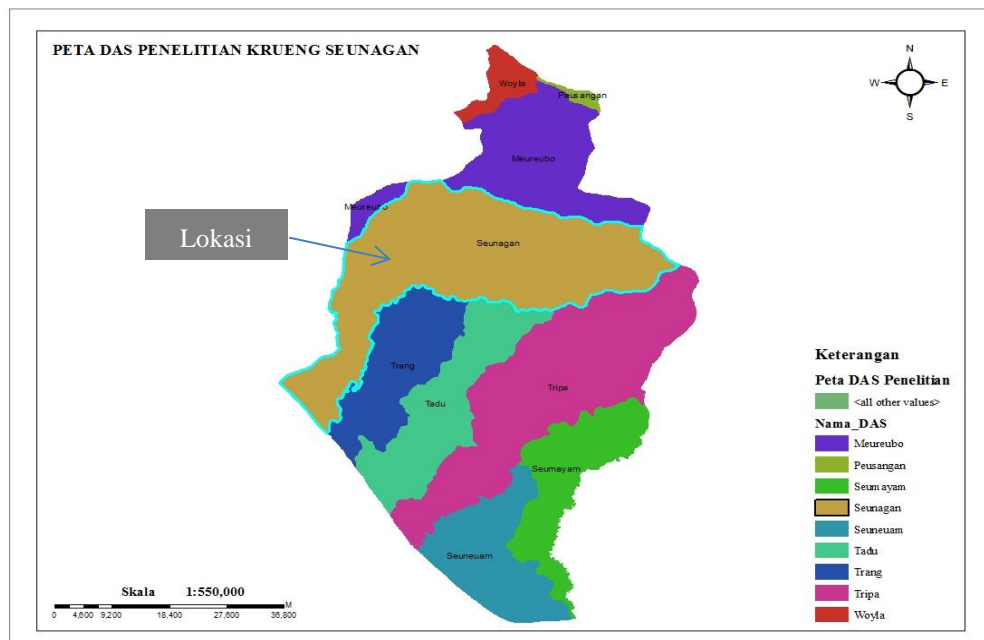 PETA DAS PENELITIAN KRUENG SEUNAGAN
N
W
E
S
Woyla
Peusangan
Meureubo
Meureubo
Lokasi
Seunagan
Trang
Tadu
Tripa
Seumayam
Seuneuam
Keterangan
Peta DAS Penelitian
<all other values>
Nama_DAS
Meureubo
Peusangan
Seumayam
Seunagan
Seuneuam
Tadu
Trang
Tripa
Woyla
Skala 1:550,000
M
0 4,600 9,200 18,400 27,600 36,800